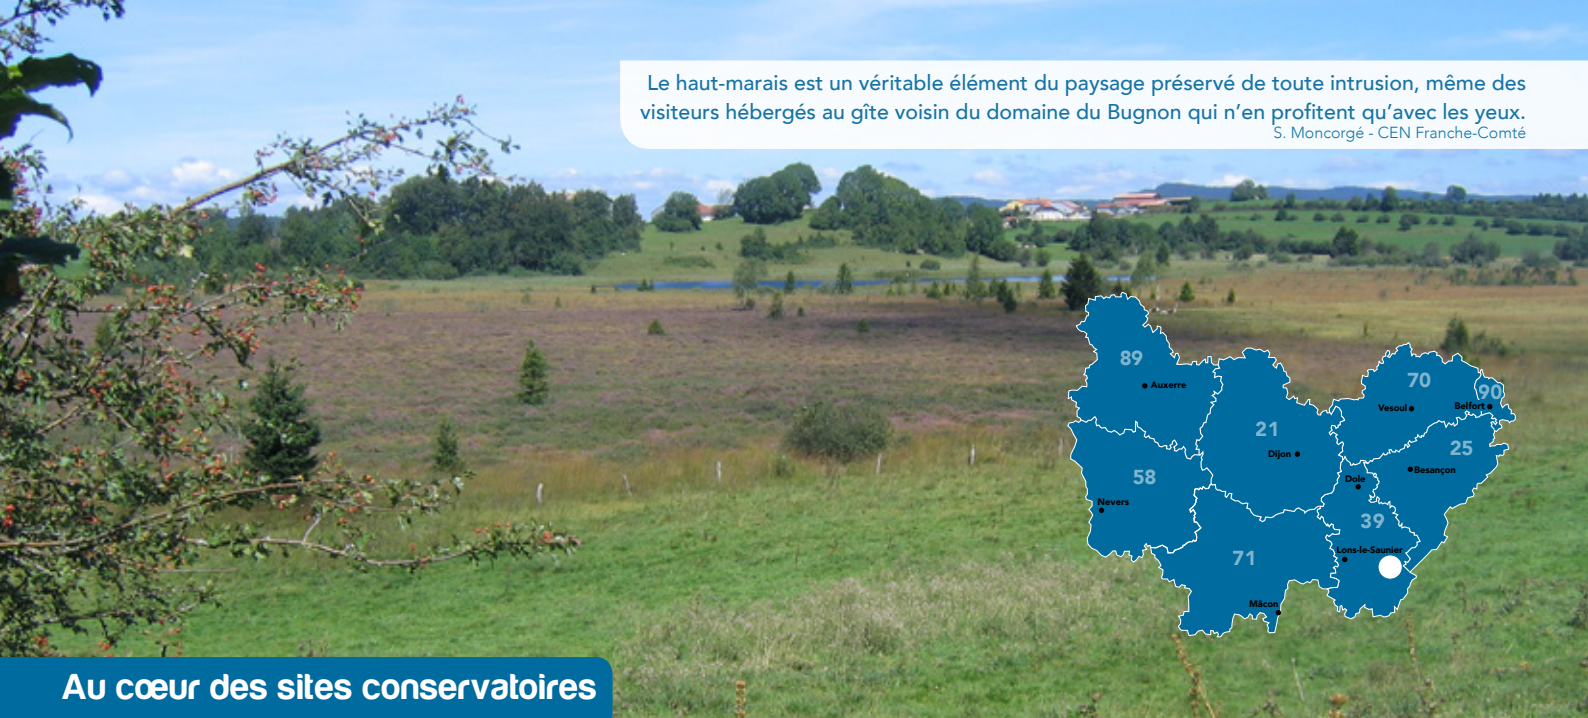 Le haut-marais est un véritable élément du paysage préservé de toute intrusion, même des
visiteurs hébergés au gîte voisin du domaine du Bugnon qui n'en profitent qu'avec les yeux.
S. Moncorgé - CEN Franche-Comté
89
Auxerre
70
90
Vesoul
Belfort
21
Dijon
25
Besançon
58
Dole
Nevers
39
Lons-le-Saunier
71
Mâcon
Au cœur des sites conservatoires